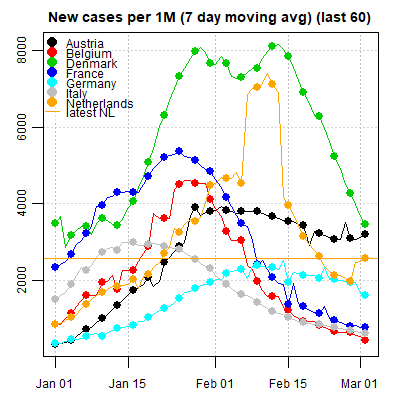 New cases per 1M (7 day moving avg) (last 60)
Austria
Belgium
Denmark
France
Germany
Italy
Netherlands
latest NL
8000
6000
4000
2000
Jan 01 Jan 15 Feb 01 Feb 15 Mar 01